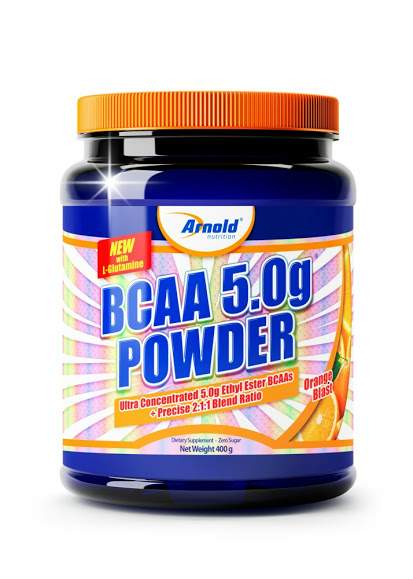 Arnold®
nutrition
NEW
with
L-Glutamine
BCAA 5.0g
POWDER
Ultra Concentrated 5.0g Ethyl Ester BCAAs
+ Precise 2:1:1 Blend Ratio
Orange
Blast
Dietary Supplement - Zero Sugar
Net Weight 400 g